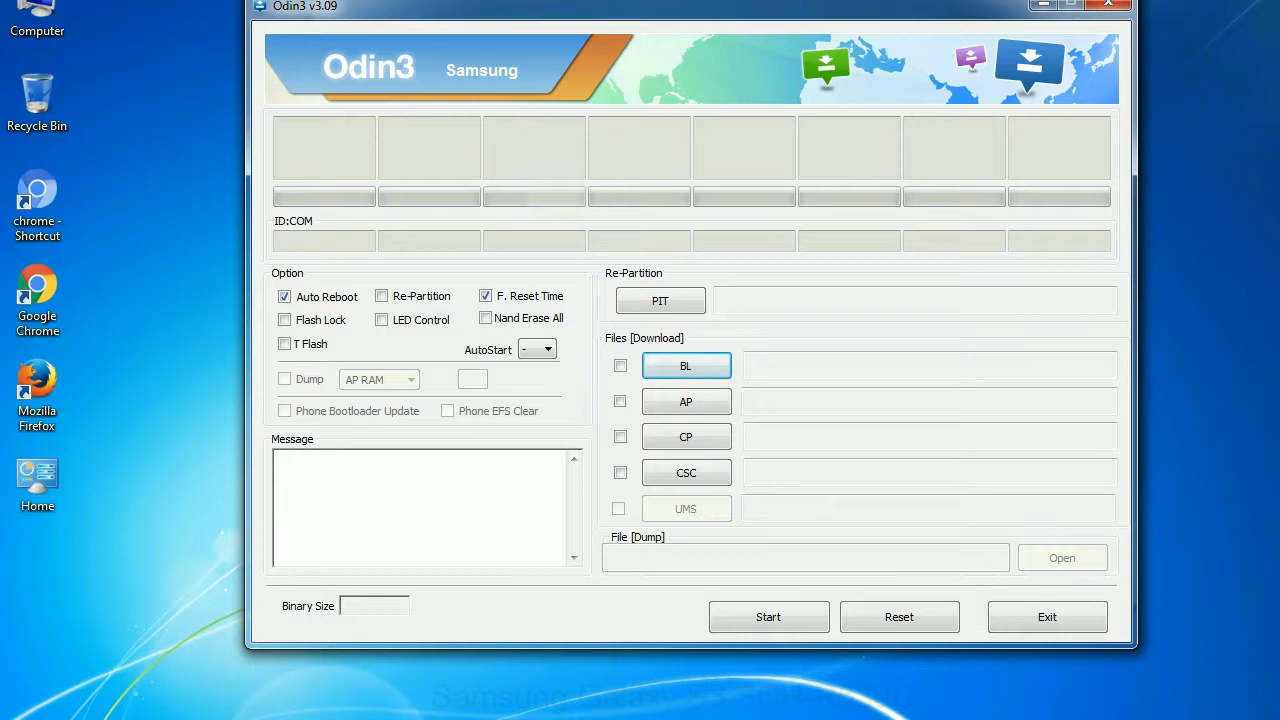 Odin3 v3.09
Computer
Recycle Bin
chrome -
Shortcut
Google
Chrome
Mozilla
Firefox
Home
Odin3 Samsung
ID:COM
Option
Auto Reboot
Re-Partition
F. Reset Time
Flash Lock
LED Control
Nand Erase All
T Flash
AutoStart
-
Dump
AP RAM
Phone Bootloader Update
Phone EFS Clear
Message
Re-Partition
PIT
Files [Download]
BL
AP
CP
CSC
UMS
File [Dump]
Open
Binary Size
Start
Reset
Exit
Samsung Galaxy S3